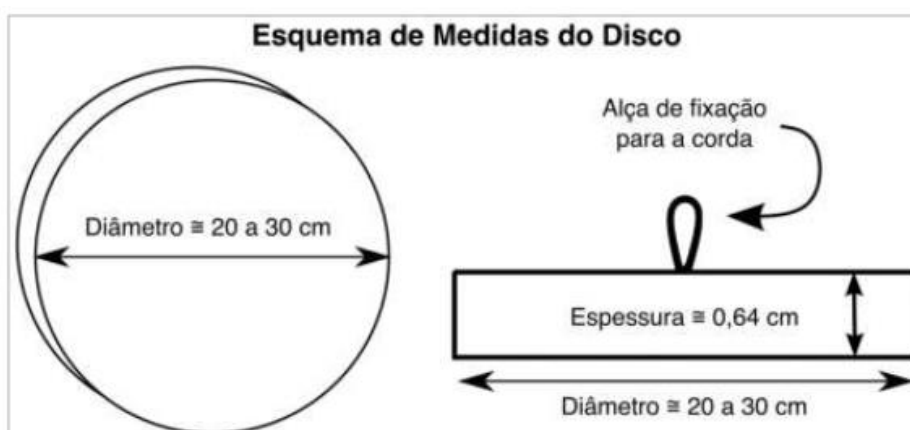 Esquema de Medidas do Disco
Diâmetro ≅ 20 a 30 cm
Alça de fixação
para a corda
Espessura ≅ 0,64 cm
Diâmetro ≅ 20 a 30 cm